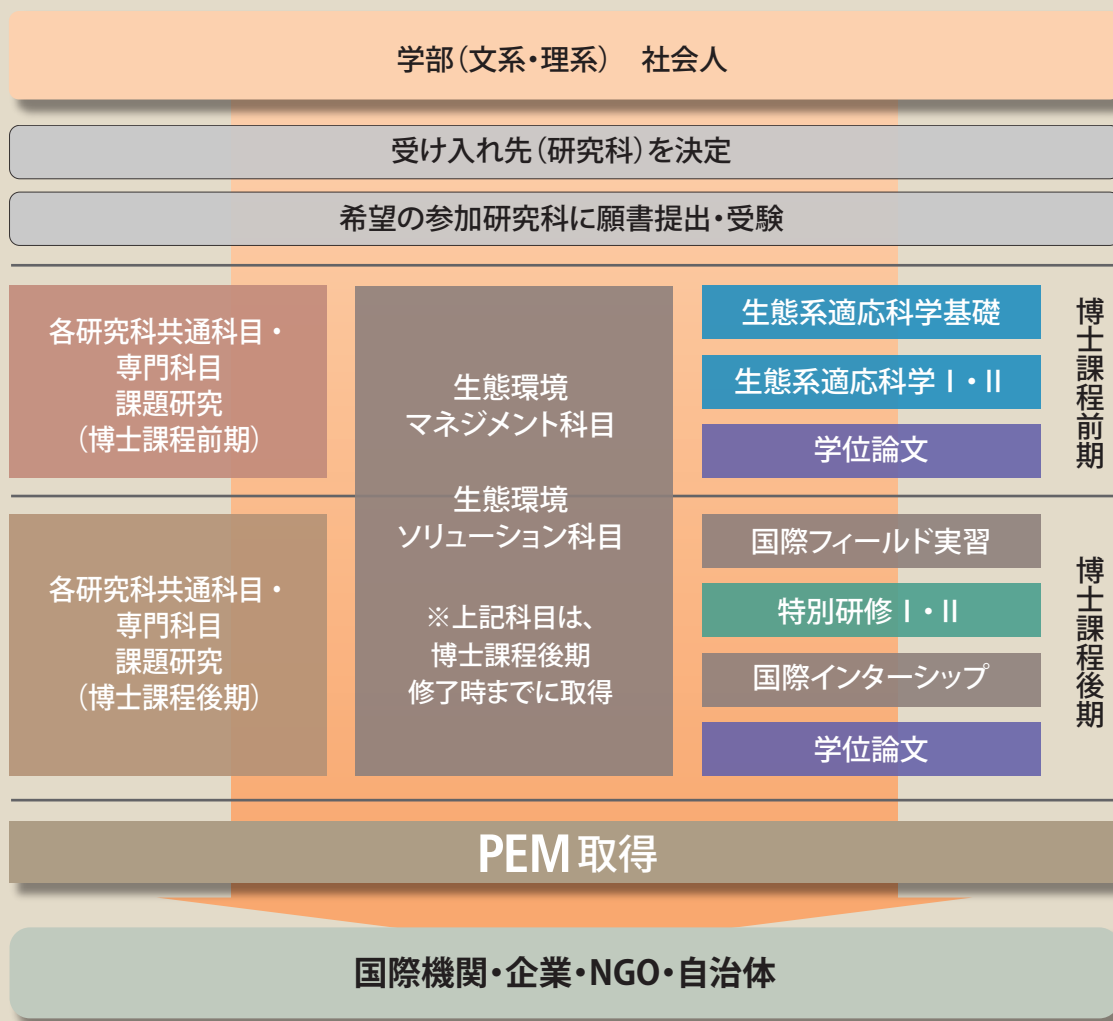 学部(文系・理系)　社会人
受け入れ先(研究科)を決定
希望の参加研究科に願書提出・受験
各研究科共通科目・
専門科目
課題研究
(博士課程前期)
生態環境
マネジメント科目
生態環境
ソリューション科目
※上記科目は、
博士課程後期
修了時までに取得
生態系適応科学基礎
生態系適応科学 I・II
学位論文
博士課程前期
各研究科共通科目・
専門科目
課題研究
(博士課程後期)
国際フィールド実習
特別研修 I・II
国際インターシップ
学位論文
博士課程後期
PEM 取得
国際機関・企業・NGO・自治体